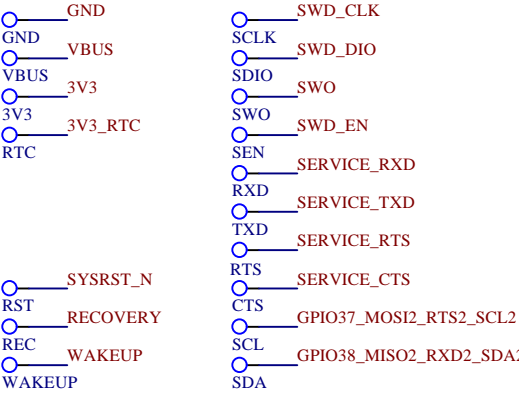 GND
GND
VBUS
VBUS
3V3
3V3
3V3_RTC
RTC
SYSRST_N
RST
RECOVERY
REC
WAKEUP
WAKEUP
SWD_CLK
SCLK
SWD_DIO
SDIO
SWO
SWO
SWD_EN
SEN
SERVICE_RXD
RXD
SERVICE_TXD
TXD
SERVICE_RTS
RTS
SERVICE_CTS
CTS
GPIO37_MOSI2_RTS2_SCL2
SCL
GPIO38_MISO2_RXD2_SDA2
SDA